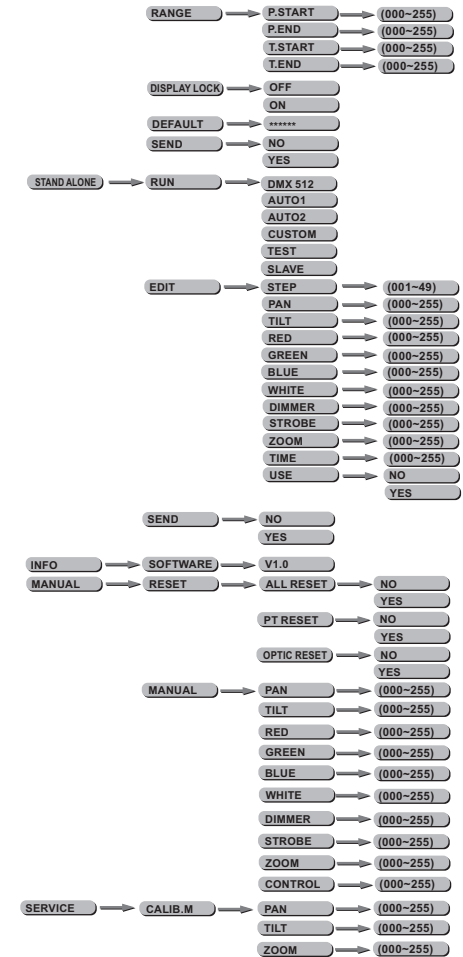 RANGE P.START (000~255)
P.END (000~255)
T.START (000~255)
T.END (000~255)
DISPLAY LOCK OFF
ON
DEFAULT ******
SEND NO
YES
STAND ALONE RUN DMX 512
AUTO1
AUTO2
CUSTOM
TEST
SLAVE
EDIT STEP (001~49)
PAN (000~255)
TILT (000~255)
RED (000~255)
GREEN (000~255)
BLUE (000~255)
WHITE (000~255)
DIMMER (000~255)
STROBE (000~255)
ZOOM (000~255)
TIME (000~255)
USE NO
YES
SEND NO
YES
INFO SOFTWARE V1.0
MANUAL RESET ALL RESET NO
YES
PT RESET NO
YES
OPTIC RESET NO
YES
MANUAL PAN (000~255)
TILT (000~255)
RED (000~255)
GREEN (000~255)
BLUE (000~255)
WHITE (000~255)
DIMMER (000~255)
STROBE (000~255)
ZOOM (000~255)
CONTROL (000~255)
SERVICE CALIB.M PAN (000~255)
TILT (000~255)
ZOOM (000~255)